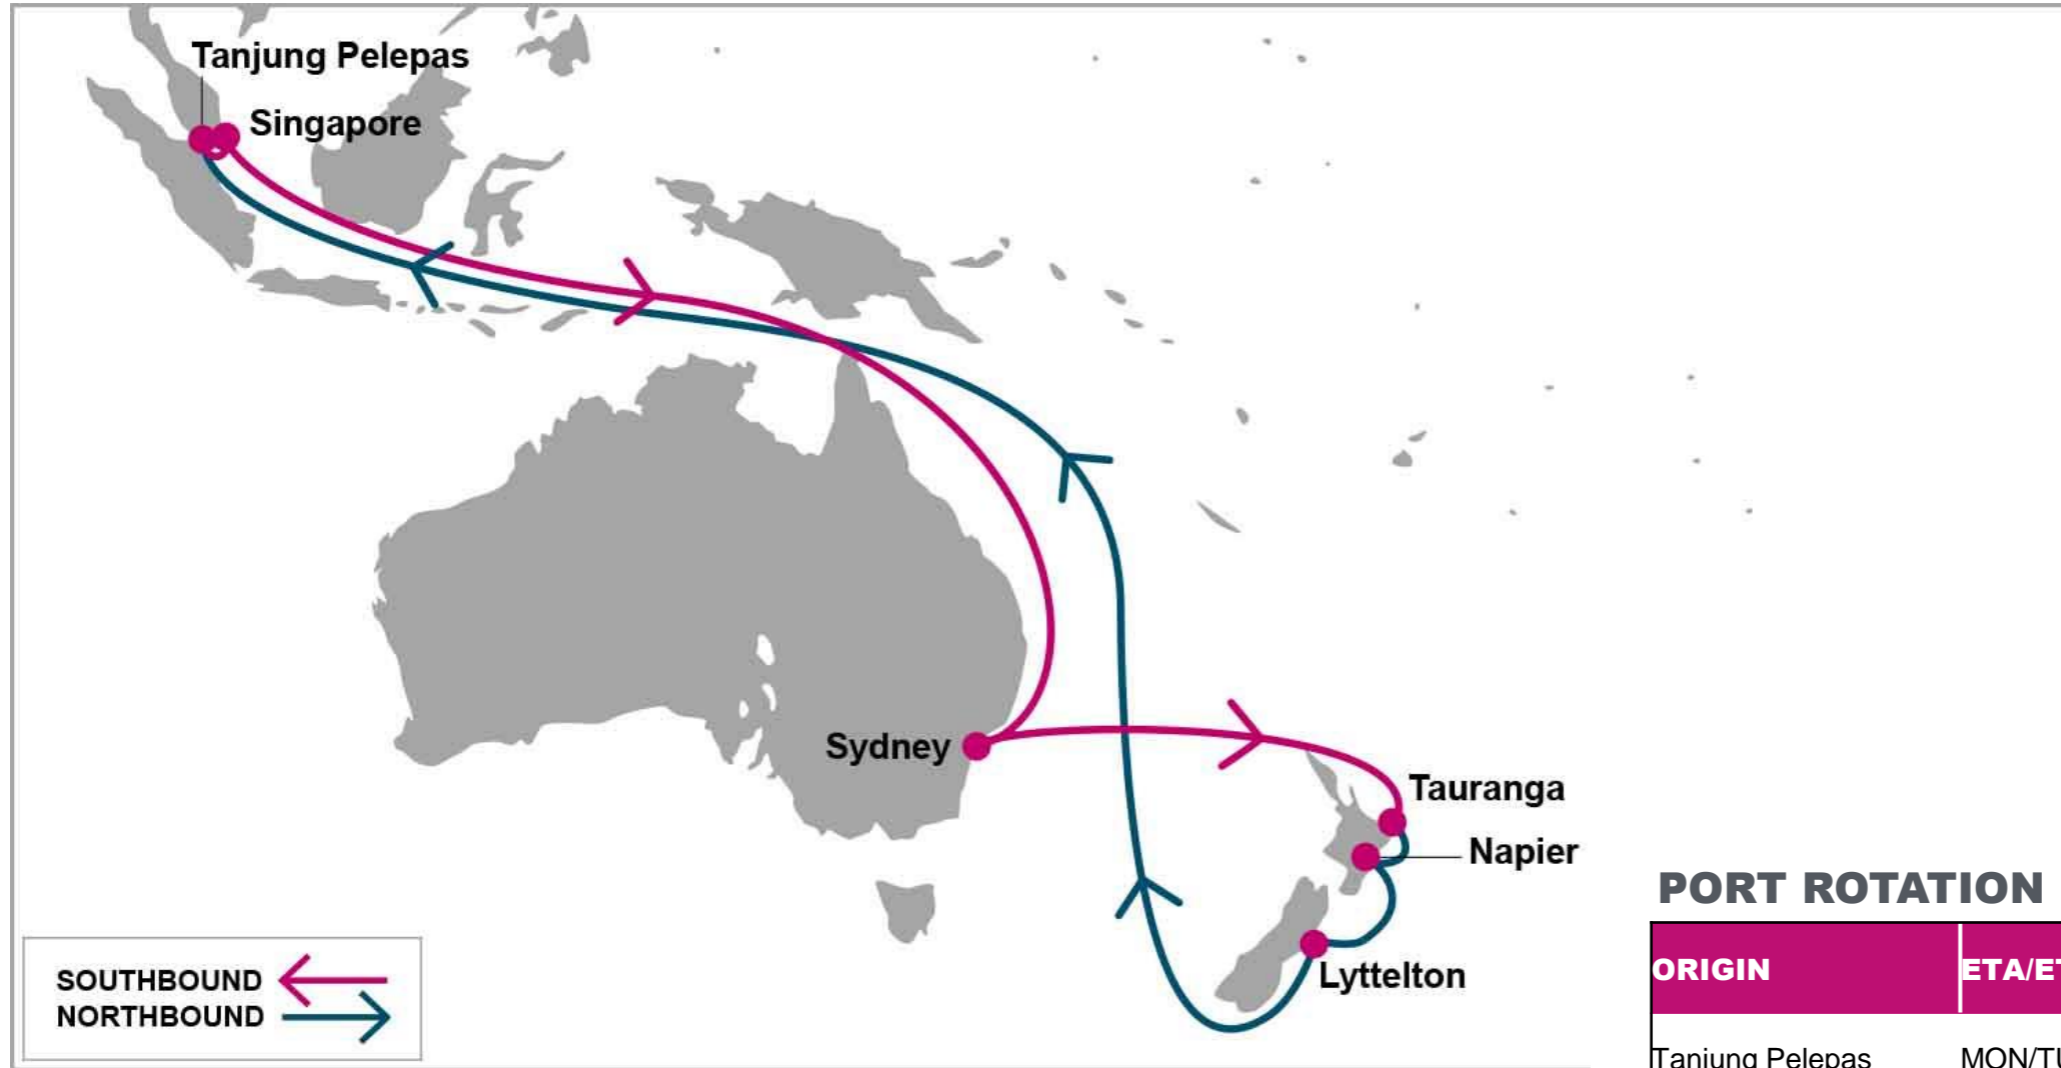 Tanjung Pelepas
Singapore
Sydney
Tauranga
Napier
Lyttelton
SOUTHBOUND
NORTHBOUND
PORT ROTATION
ORIGIN
Tanjung Pelepas